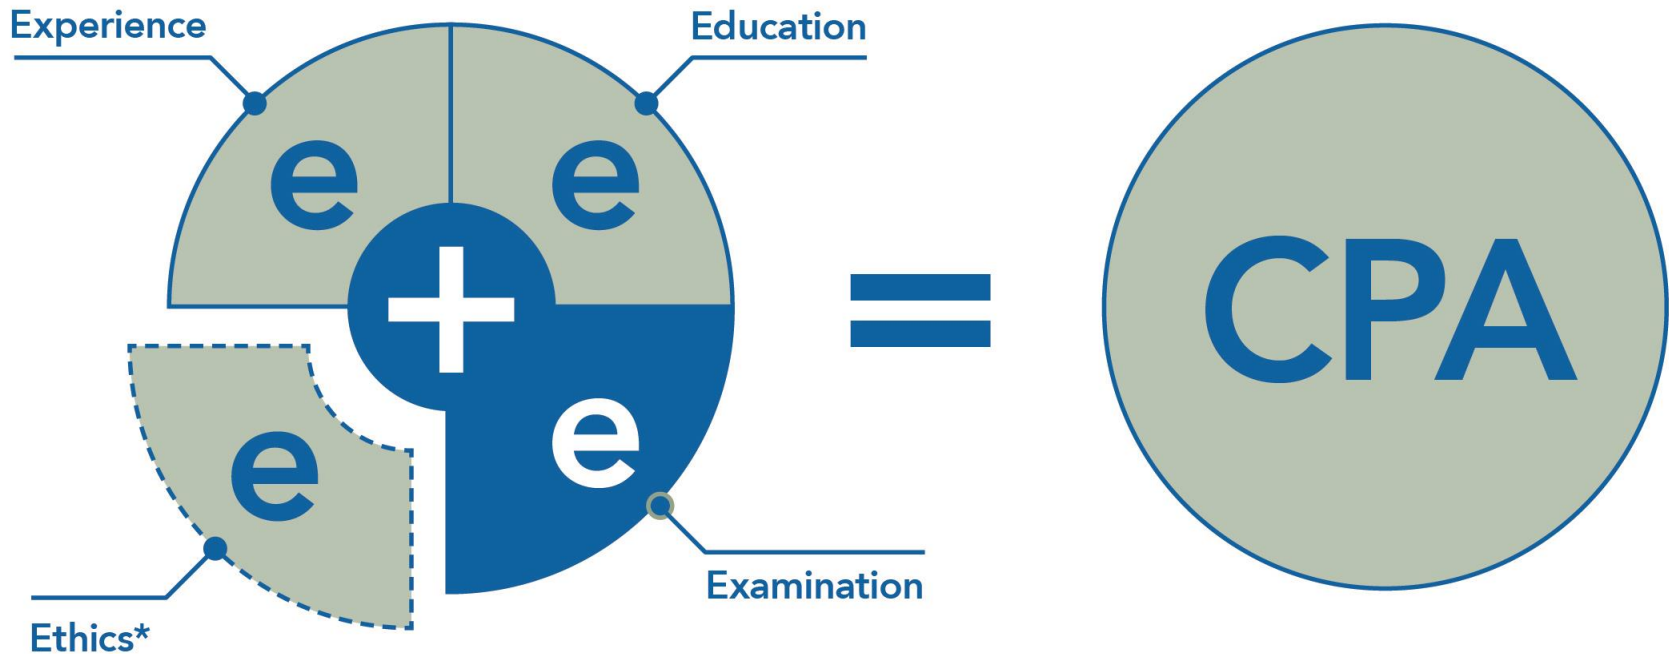 Experience
Education
e
e
+
=
CPA
e
e
Examination
Ethics*